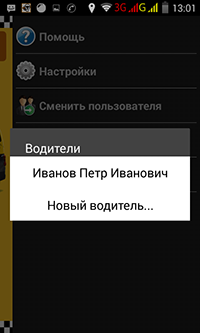 3G G 13:01
Помощь
Настройки
Сменить пользователя
Водители
Иванов Петр Иванович
Новый водитель...